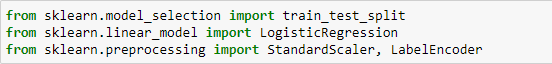 from sklearn.model_selection import train_test_split
from sklearn.linear_model import LogisticRegression
from sklearn.preprocessing import StandardScaler, LabelEncoder